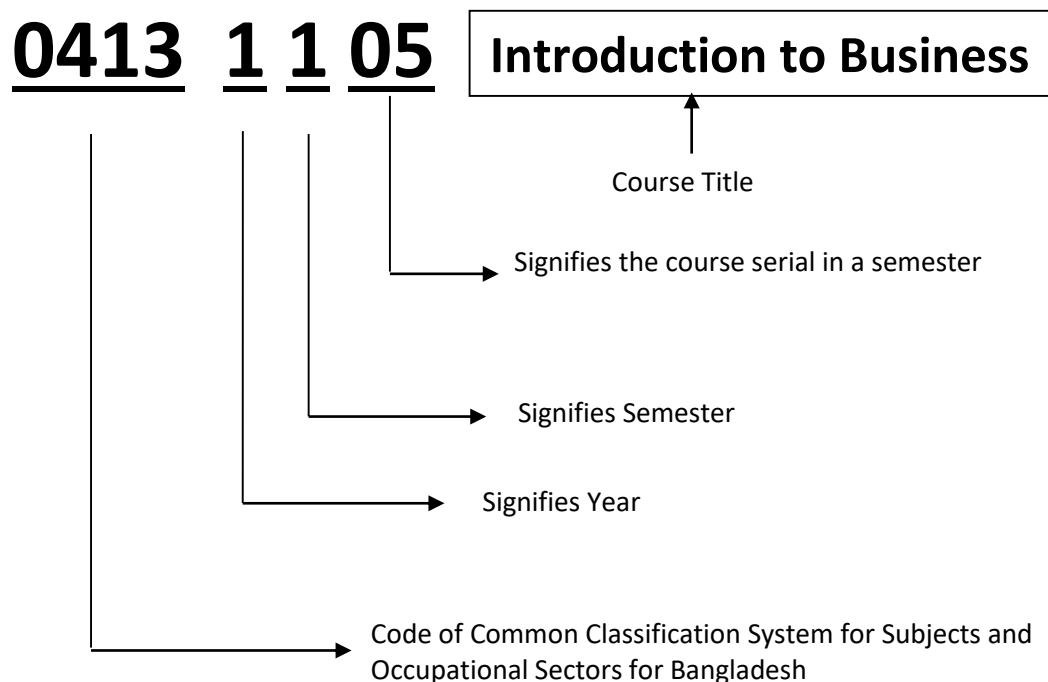 0413 1 1 05 Introduction to Business
Course Title
Signifies the course serial in a semester
Signifies Semester
Signifies Year
Code of Common Classification System for Subjects and
Occupational Sectors for Bangladesh